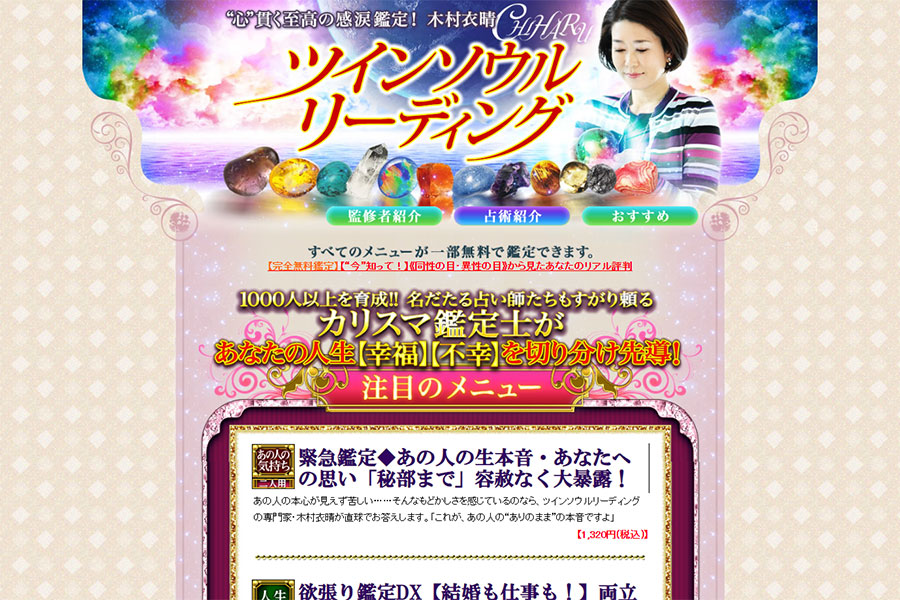 “心”貫く至高の感涙鑑定！ 木村衣晴
CHIHARU
ツインソウル
リーディング
監修者紹介 占術紹介 おすすめ
すべてのメニューが一部無料で鑑定できます。
【完全無料鑑定】【“今”知って！】《同性の目・異性の目》から見たあなたのリアル評判
1000人以上を育成!! 名だたる占い師たちもすがり頼る
カリスマ鑑定士が
あなたの人生【幸福】【不幸】を切り分け先導！
注目のメニュー
あの人の
気持ち
二人用
緊急鑑定◆あの人の生本音・あなたへ
の思い「秘部まで」容赦なく大暴露！
あの人の本心が見えず苦しい……そんなもどかしさを感じているのなら、ツインソウルリーディング
の専門家・木村衣晴が直球でお答えします。「これが、あの人の“ありのまま”の本音ですよ」
【1,320円(税込)】
人生
欲張り鑑定DX【結婚も仕事も！】両立